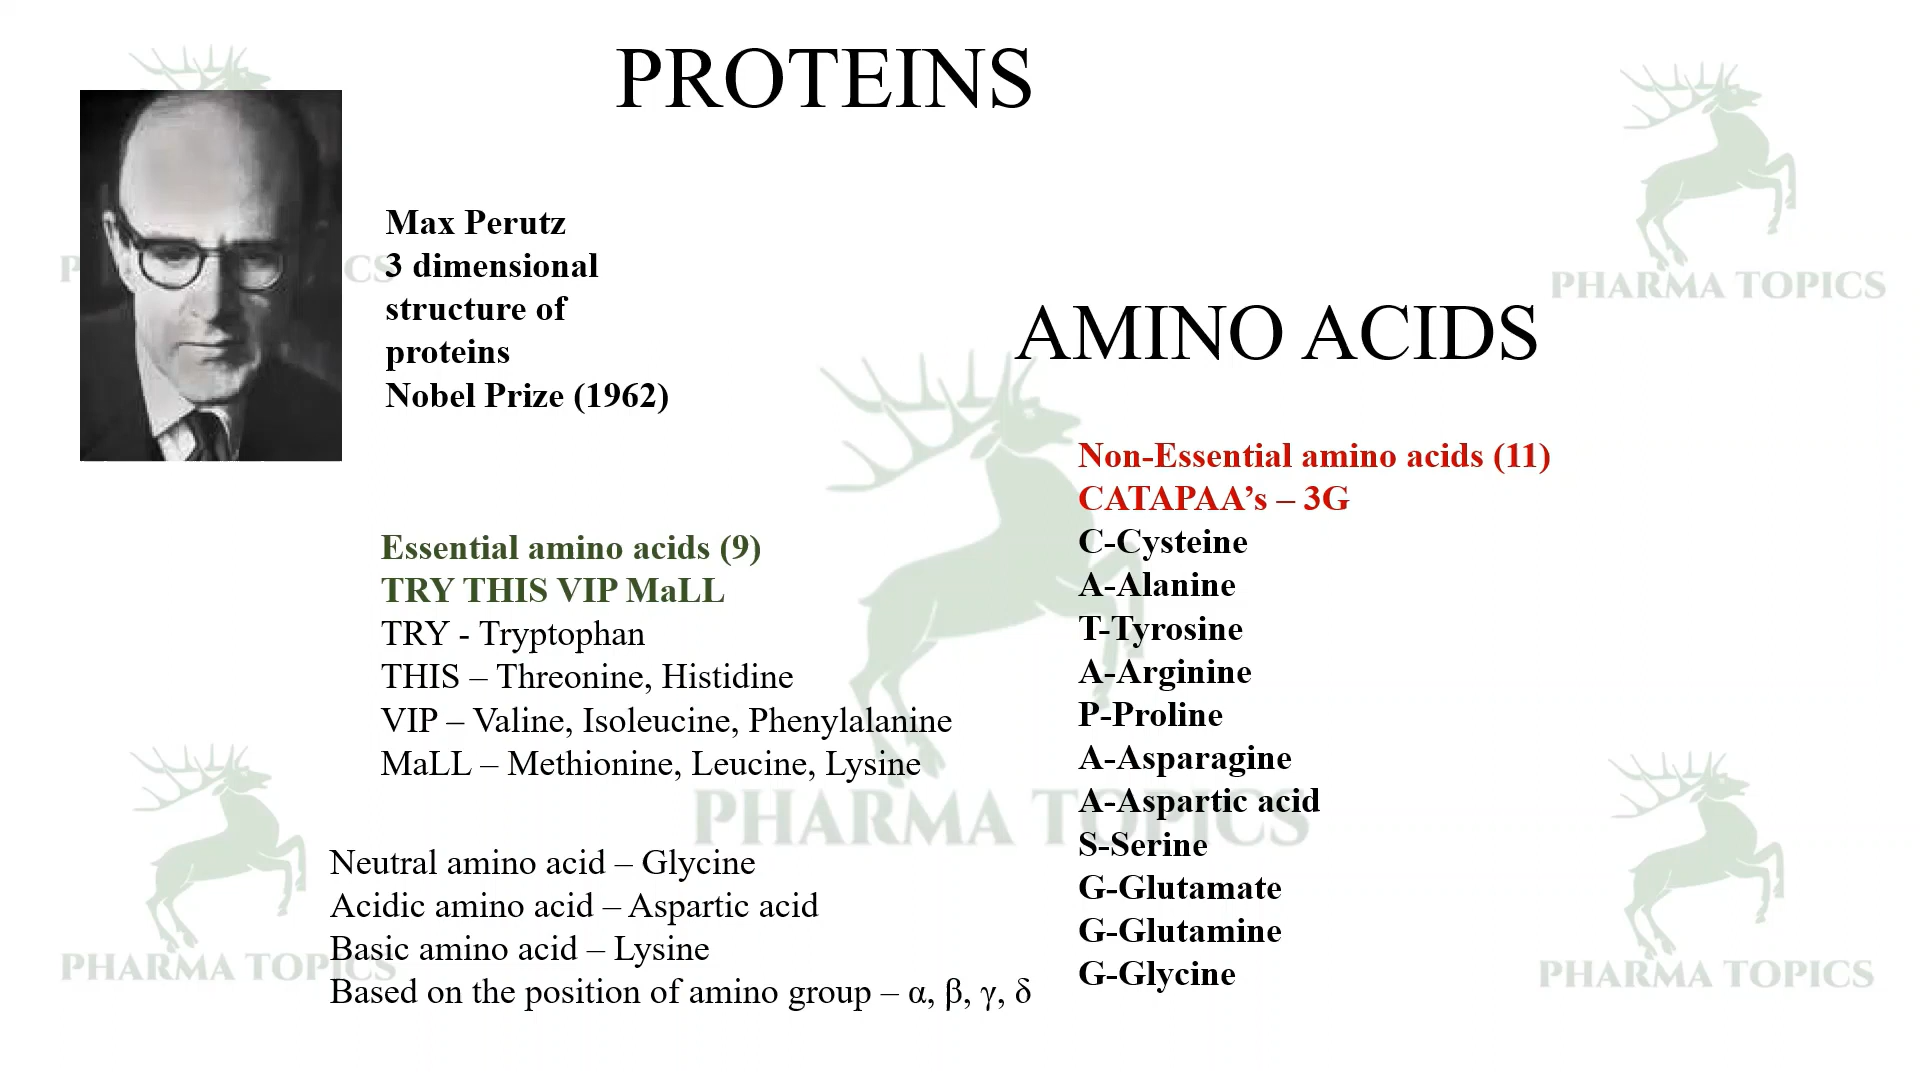 PROTEINS
Max Perutz
3 dimensional
structure of
proteins
Nobel Prize (1962)
AMINO ACIDS
Essential amino acids (9)
TRY THIS VIP MaLL
TRY - Tryptophan
THIS – Threonine, Histidine
VIP – Valine, Isoleucine, Phenylalanine
MaLL – Methionine, Leucine, Lysine
Neutral amino acid – Glycine
Acidic amino acid – Aspartic acid
Basic amino acid – Lysine
Based on the position of amino group – α, β, γ, δ
Non-Essential amino acids (11)
CATAPAA’s – 3G
C-Cysteine
A-Alanine
T-Tyrosine
A-Arginine
P-Proline
A-Asparagine
A-Aspartic acid
S-Serine
G-Glutamate
G-Glutamine
G-Glycine
PHARMA TOPICS
PHARMA TOPICS
PHARMA TOPICS
PHARMA TOPICS